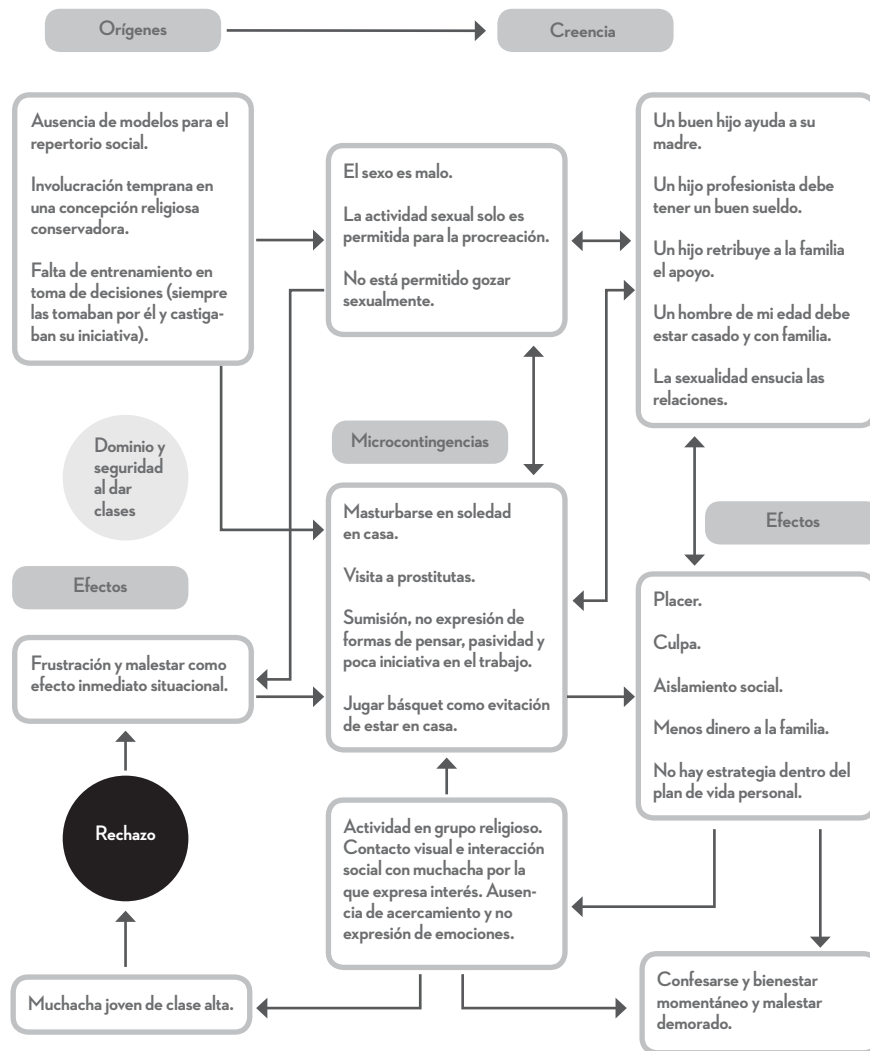 Orígenes
Creencia
Ausencia de modelos para el
repertorio social.
Involucración temprana en
una concepción religiosa
conservadora.
Falta de entrenamiento en
toma de decisiones (siempre
las tomaban por él y castiga-
ban su iniciativa).
El sexo es malo.
La actividad sexual solo es
permitida para la procreación.
No está permitido gozar
sexualmente.
Un buen hijo ayuda a su
madre.
Un hijo profesionista debe
tener un buen sueldo.
Un hijo retribuye a la familia
el apoyo.
Un hombre de mi edad debe
estar casado y con familia.
La sexualidad ensucia las
relaciones.
Dominio y
seguridad
al dar
clases
Microcontingencias
Efectos
Efectos
Masturbarse en soledad
en casa.
Visita a prostitutas.
Sumisión, no expresión de
formas de pensar, pasividad y
poca iniciativa en el trabajo.
Jugar básquet como evitación
de estar en casa.
Placer.
Culpa.
Aislamiento social.
Menos dinero a la familia.
No hay estrategia dentro del
plan de vida personal.
Frustración y malestar como
efecto inmediato situacional.
Rechazo
Actividad en grupo religioso.
Contacto visual e interacción
social con muchacha por la
que expresa interés. Ausen-
cia de acercamiento y no
expresión de emociones.
Muchacha joven de clase alta.
Confesarse y bienestar
momentáneo y malestar
demorado.